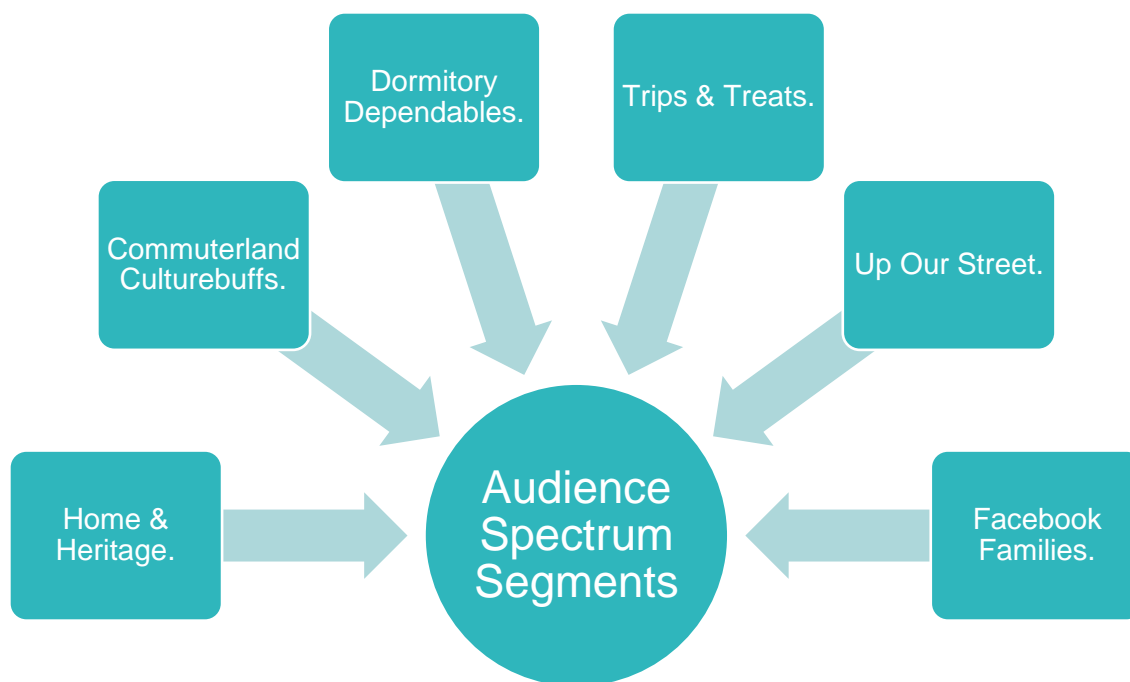 Dormitory
Dependables.
Trips & Treats.
Commuterland
Culturebuffs.
Up Our Street.
Home &
Heritage.
Audience
Spectrum
Segments
Facebook
Families.